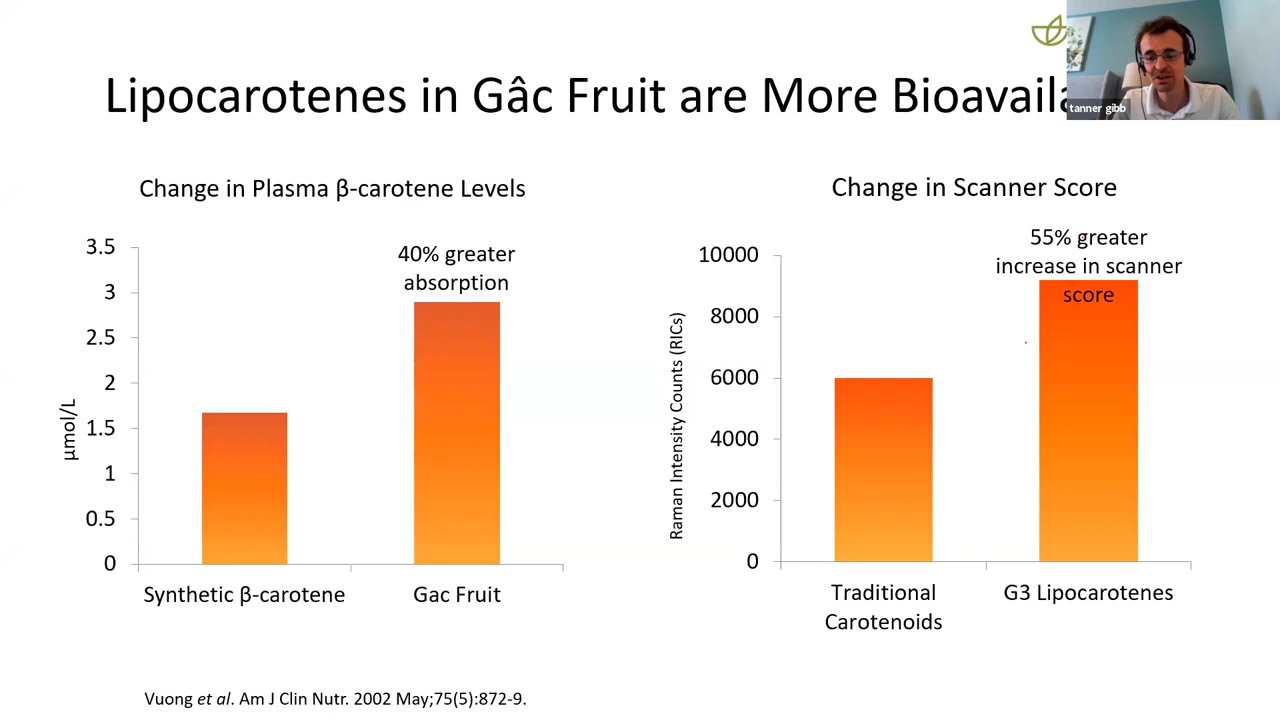 Lipocarotenes in Gâc Fruit are More
tanner gibb
Change in Plasma β-carotene Levels
40% greater
absorption
3.5
3
2.5
2
1.5
1
0.5
0
µmol/L
Synthetic β-carotene
Gac Fruit
Change in Scanner Score
55% greater
increase in scanner
score
10000
8000
6000
4000
2000
0
Raman Intensity Counts (RICs)
Traditional
Carotenoids
G3 Lipocarotenes
Vuong et al. Am J Clin Nutr. 2002 May;75(5):872-9.